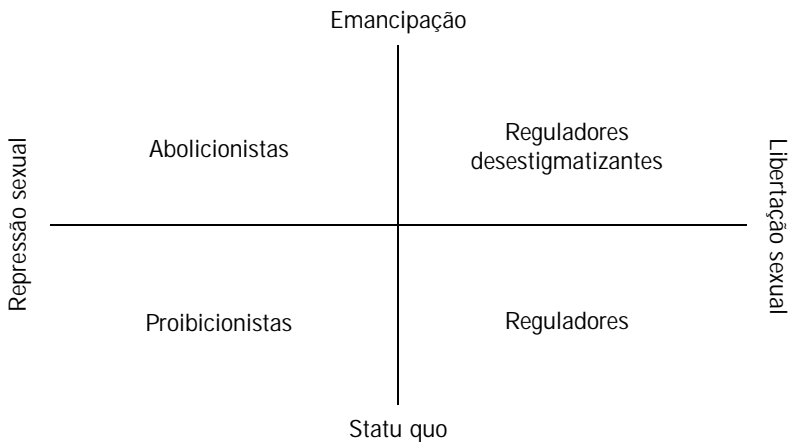 Emancipação
Abolicionistas
Reguladores
desestigmatizantes
Repressão sexual
Libertação sexual
Proibicionistas
Reguladores
Statu quo